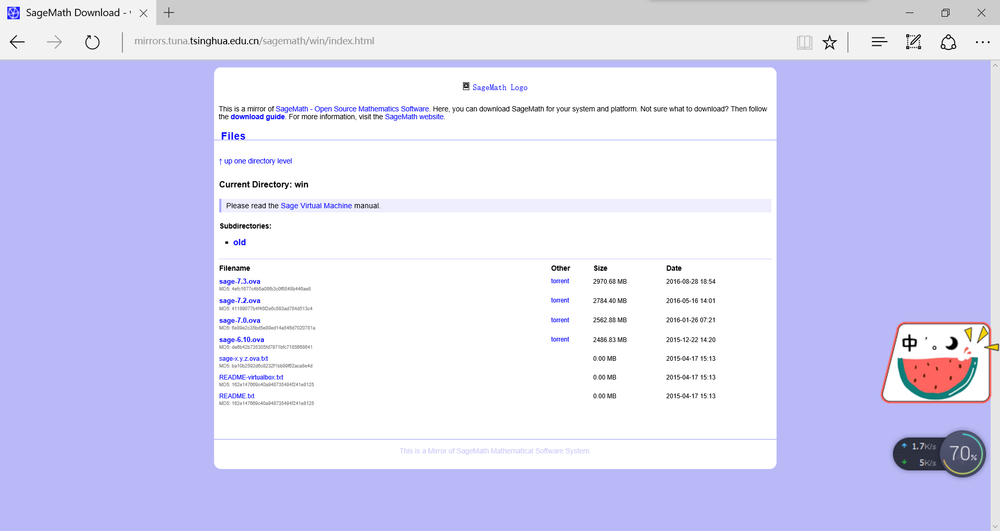 SageMath Download - 
mirrors.tuna.tsinghua.edu.cn/sagemath/win/index.html
SageMath Logo
This is a mirror of SageMath - Open Source Mathematics Software. Here, you can download SageMath for your system and platform. Not sure what to download? Then follow
the download guide. For more information, visit the SageMath website.
Files
↑ up one directory level
Current Directory: win
Please read the Sage Virtual Machine manual.
Subdirectories:
old
Filename Other Size Date
sage-7.3.ova torrent 2970.68 MB 2016-08-28 18:54
MD5: 4efc1677c4b5a08fb3c0f6848b446ae8
sage-7.2.ova torrent 2784.40 MB 2016-05-16 14:01
MD5: 41189077b4f45f2e6c593ad784d513c4
sage-7.0.ova torrent 2562.88 MB 2016-01-26 07:21
MD5: 6e89e2c35bd5e80ed14a546d7020781a
sage-6.10.ova torrent 2486.83 MB 2015-12-22 14:20
MD5: de6b42b735305fd7971bfc7185668641
sage-x.y.z.ova.txt 0.00 MB 2015-04-17 15:13
MD5: ba10b2592d6c8232f1bb99f62aca8e4d
README-virtualbox.txt 0.00 MB 2015-04-17 15:13
MD5: 162e147669c40a948735494f241e8125
README.txt 0.00 MB 2015-04-17 15:13
MD5: 162e147669c40a948735494f241e8125
This is a Mirror of SageMath Mathematical Software System.
中
1.7K/s
5K/s
70%